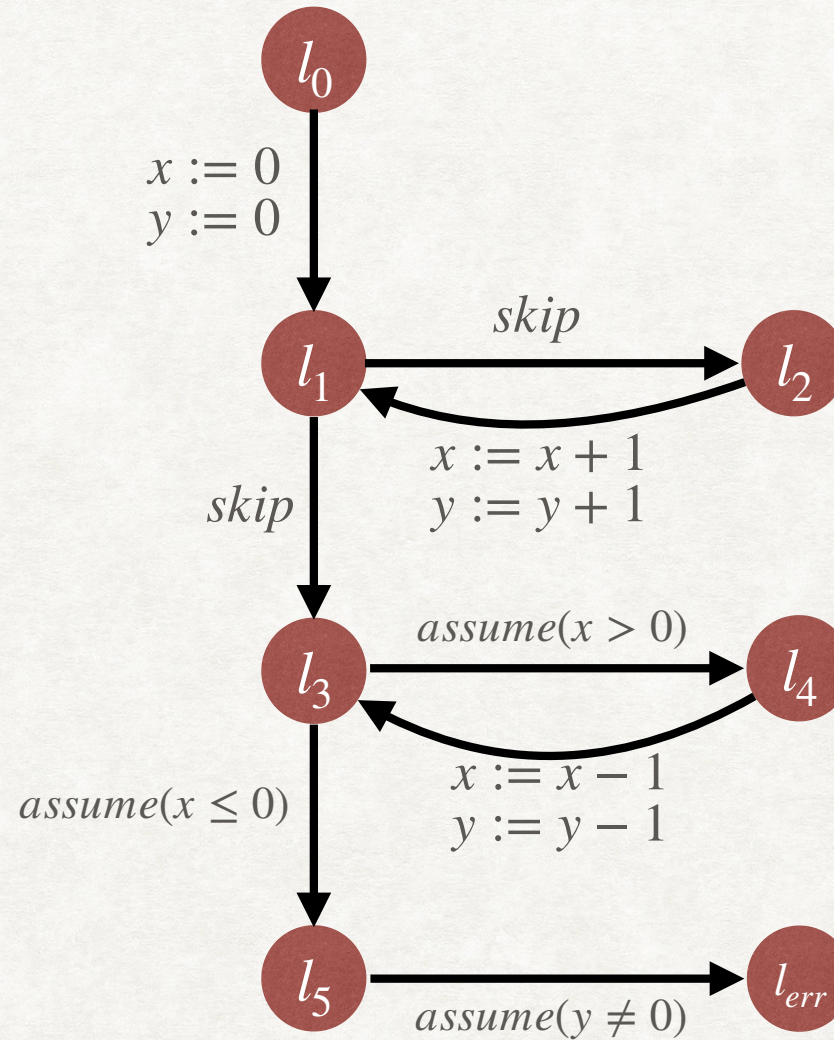 l₀
x := 0
y := 0
skip
l₁
l₂
x := x + 1
y := y + 1
skip
assume(x > 0)
l₃
l₄
x := x − 1
y := y − 1
assume(x ≤ 0)
l₅
l_err
assume(y ≠ 0)